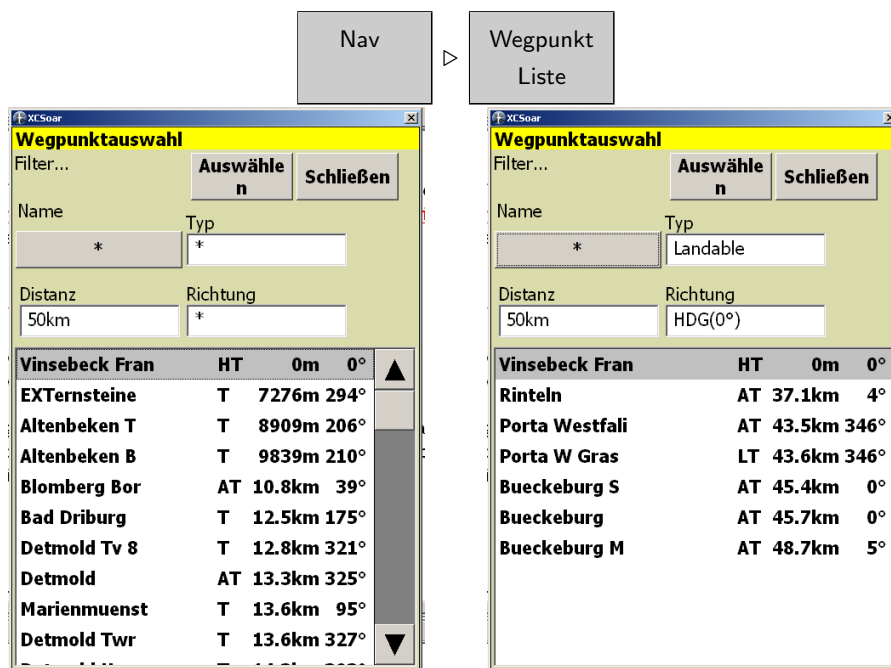 Nav
▷
Wegpunkt
Liste
XCSoar
Wegpunktauswahl
Filter...
Auswähle
n
Schließen
Name
Typ
*
*
Distanz
Richtung
50km
*
Vinsebeck Fran HT 0m 0°
EXTernsteine T 7276m 294°
Altenbeken T T 8909m 206°
Altenbeken B T 9839m 210°
Blomberg Bor AT 10.8km 39°
Bad Driburg T 12.5km 175°
Detmold Tv 8 T 12.8km 321°
Detmold AT 13.3km 325°
Marienmuenst T 13.6km 95°
Detmold Twr T 13.6km 327°
XCSoar
Wegpunktauswahl
Filter...
Auswähle
n
Schließen
Name
Typ
*
Landable
Distanz
Richtung
50km
HDG(0°)
Vinsebeck Fran HT 0m 0°
Rinteln AT 37.1km 4°
Porta Westfali AT 43.5km 346°
Porta W Gras LT 43.6km 346°
Bueckeburg S AT 45.4km 0°
Bueckeburg AT 45.7km 0°
Bueckeburg M AT 48.7km 5°